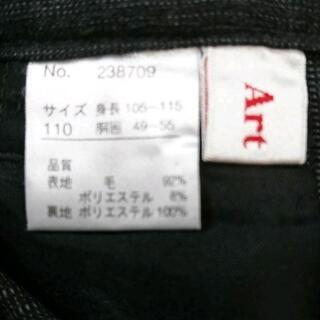 No. 238709
サイズ 身長 105-115
110 胴囲 49-55
品質
表地 毛 92%
ポリエステル 8%
裏地 ポリエステル 100%
Art